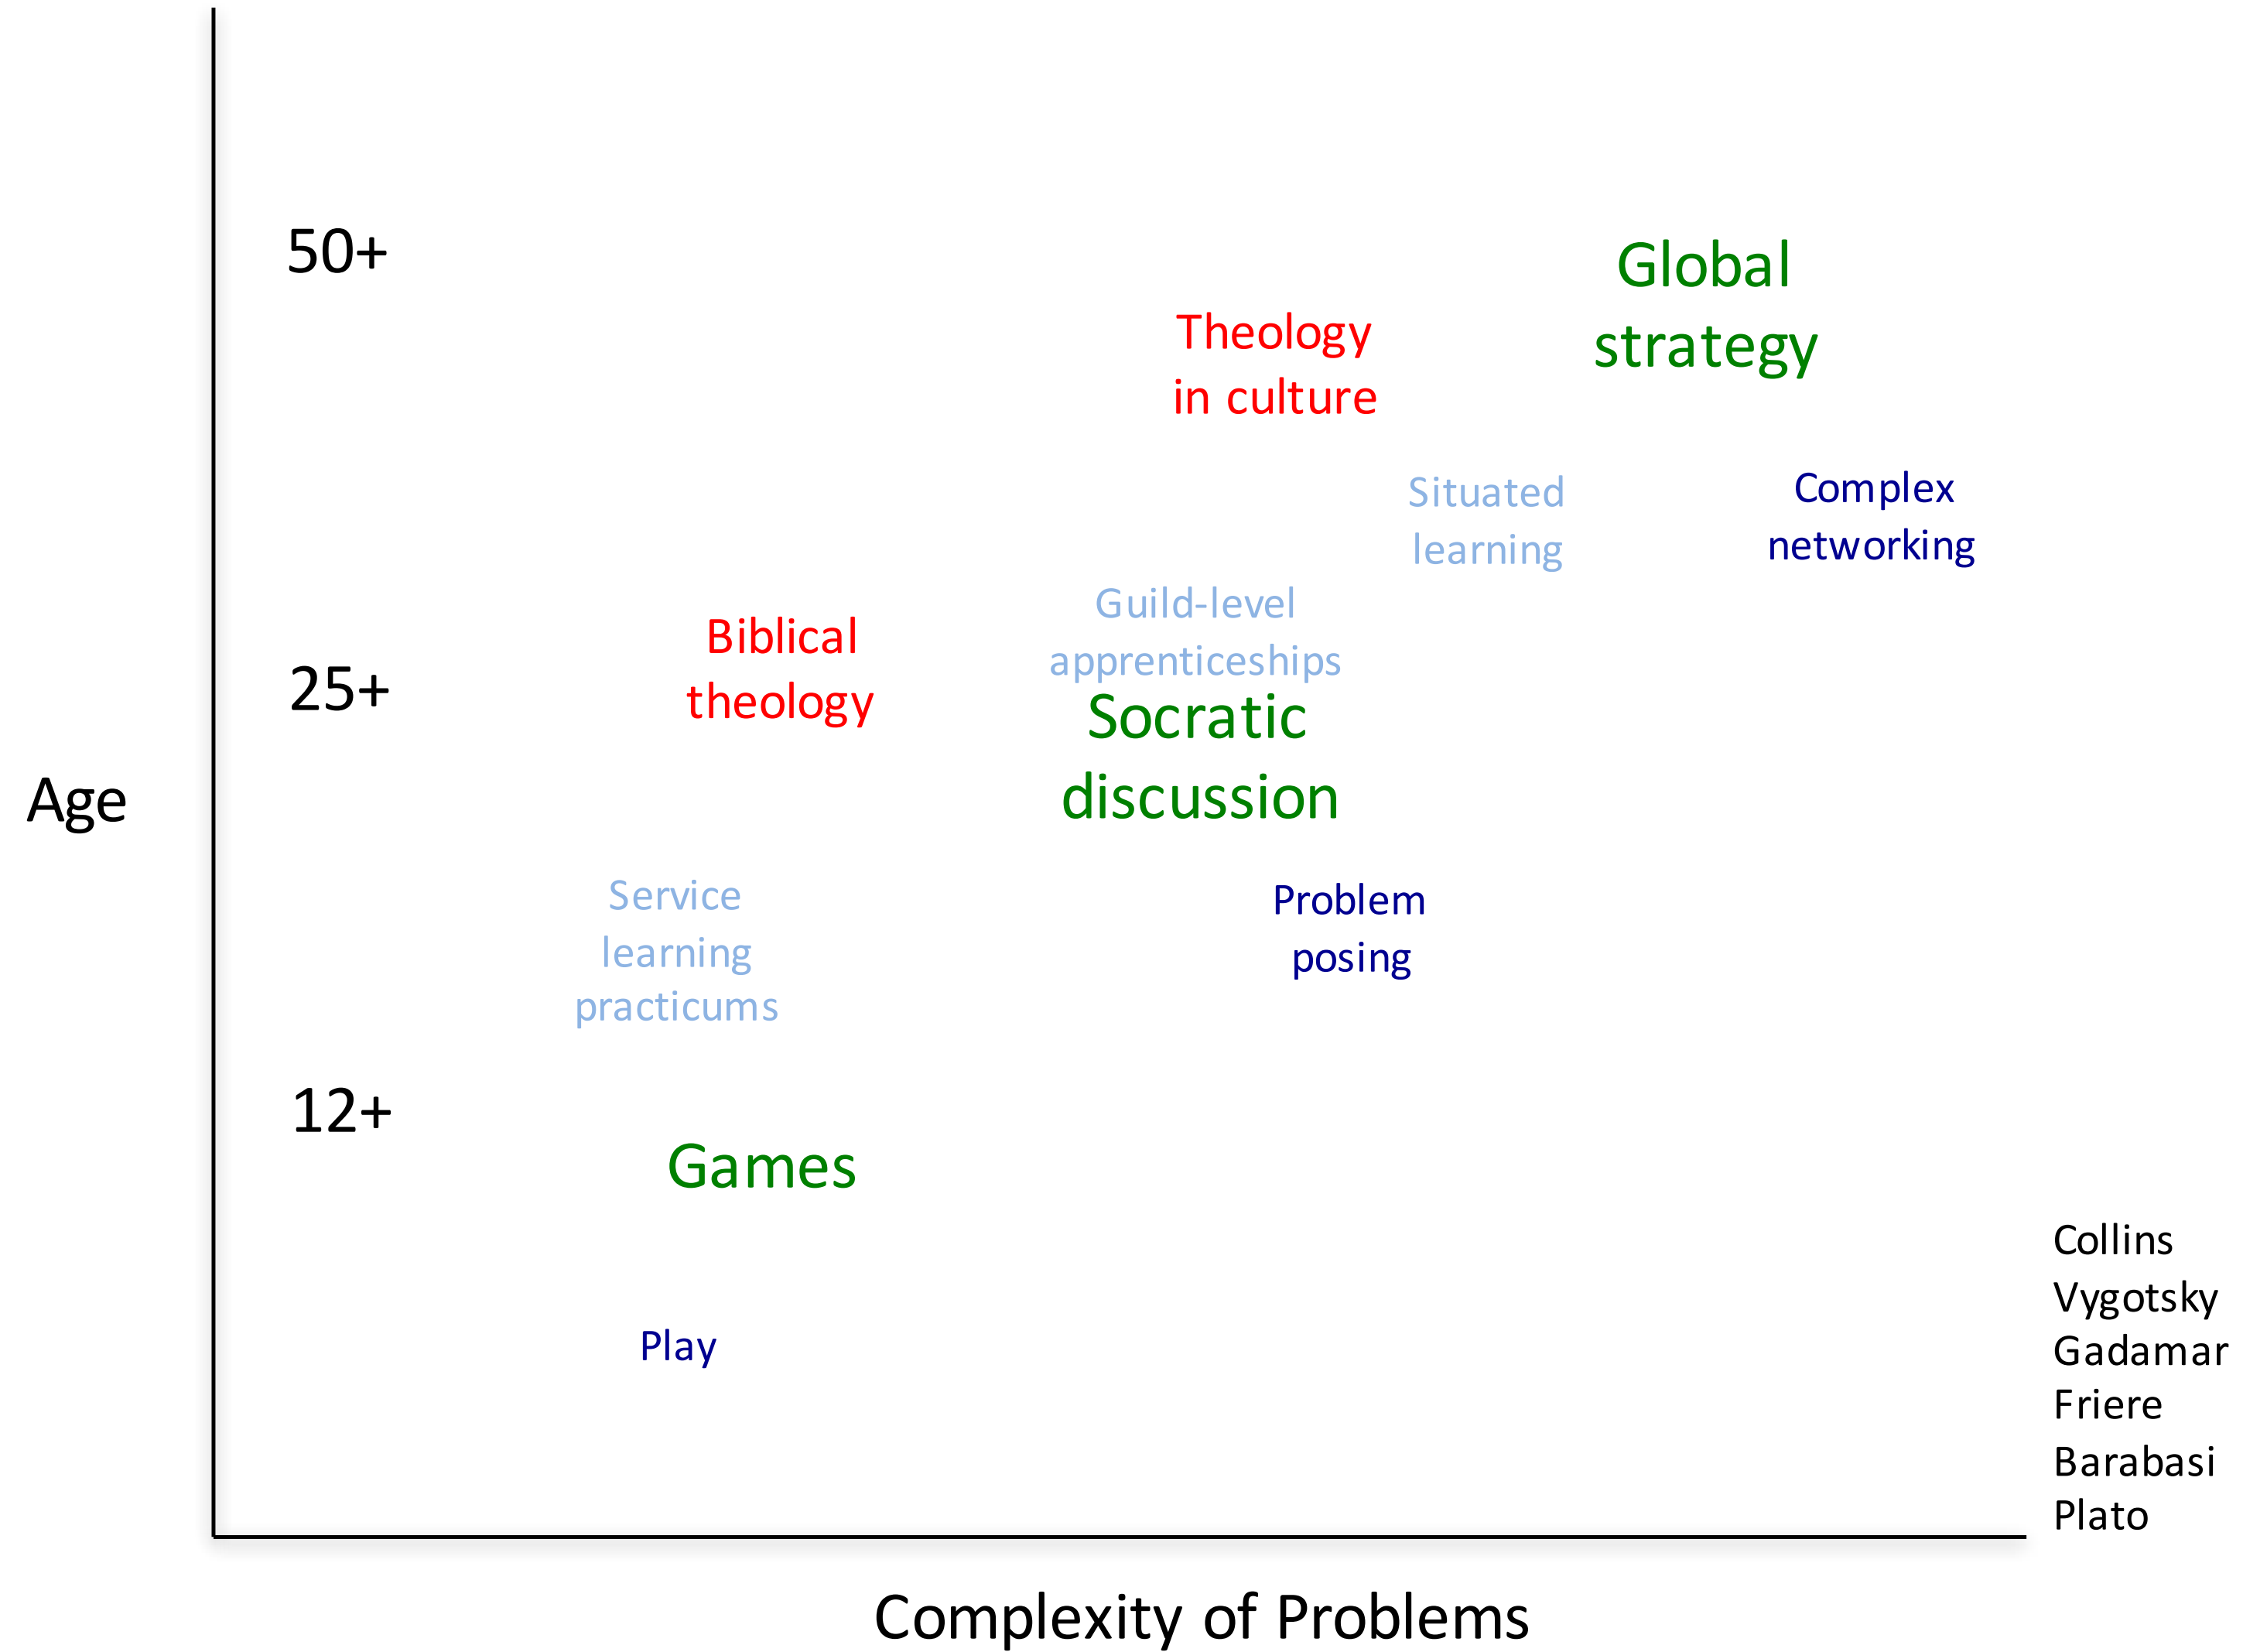 50+
Global
strategy
Theology
in culture
Situated
learning
Complex
networking
Guild-level
apprenticeships
Biblical
theology
25+
Socratic
discussion
Age
Service
learning
practicums
Problem
posing
12+
Games
Play
Collins
Vygotsky
Gadamar
Friere
Barabasi
Plato
Complexity of Problems